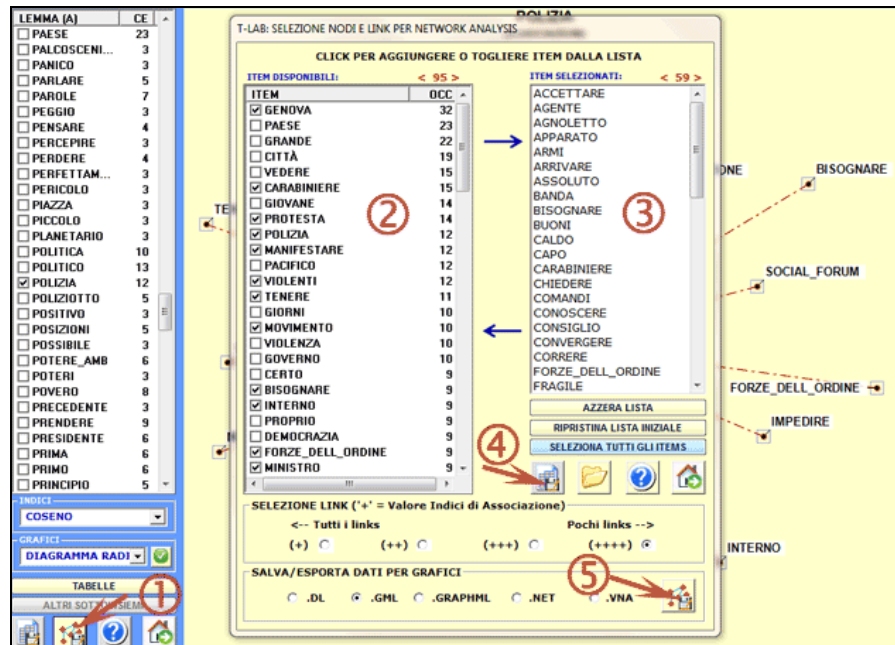 LEMMA (A) CE
PAESE 23
PALCOSCENI... 3
PANICO 3
PARLARE 5
PAROLE 7
PEGGIO 3
PENSARE 4
PERCEPIRE 3
PERDERE 4
PERFETTAM... 3
PERICOLO 3
PIAZZA 3
PICCOLO 3
PLANETARIO 3
POLITICA 10
POLITICO 13
POLIZIA 12
POLIZIOTTO 5
POSITIVO 3
POSIZIONI 5
POSSIBILE 3
POTERE_AMB 6
POTERI 3
POVERO 8
PRECEDENTE 3
PRENDERE 9
PRESIDENTE 6
PRIMA 6
PRIMO 6
PRINCIPIO 5
INDICI
COSENO
GRAFICI
DIAGRAMMA RADI
TABELLE
ALTRI SOTTOINSIEMI
1
POLIZIA
T-LAB: SELEZIONE NODI E LINK PER NETWORK ANALYSIS
CLICK PER AGGIUNGERE O TOGLIERE ITEM DALLA LISTA
ITEM DISPONIBILI: < 95 >
ITEM OCC
GENOVA 32
PAESE 23
GRANDE 22
CITTÀ 19
VEDERE 15
CARABINIERE 15
GIOVANE 14
PROTESTA 14
POLIZIA 12
MANIFESTARE 12
PACIFICO 12
VIOLENTI 12
TENERE 11
GIORNI 10
MOVIMENTO 10
VIOLENZA 10
GOVERNO 10
CERTO 9
BISOGNARE 9
INTERNO 9
PROPRIO 9
DEMOCRAZIA 9
FORZE_DELL_ORDINE 9
MINISTRO 9
2
ITEM SELEZIONATI: < 59 >
ACCETTARE
AGENTE
AGNOLETTO
APPARATO
ARMI
ARRIVARE
ASSOLUTO
BANDA
BISOGNARE
BUONI
CALDO
CAPO
CARABINIERE
CHIEDERE
COMANDI
CONOSCERE
CONSIGLIO
CONVERGERE
CORRERE
FORZE_DELL_ORDINE
FRAGILE
3
AZZERA LISTA
RIPRISTINA LISTA INIZIALE
SELEZIONA TUTTI GLI ITEMS
4
SELEZIONE LINK ('+' = Valore Indici di Associazione)
<-- Tutti i links Pochi links -->
(+) (++) (+++) (++++)
SALVA/ESPORTA DATI PER GRAFICI
.DL .GML .GRAPHML .NET .VNA
5
TE
ONE
BISOGNARE
SOCIAL_FORUM
FORZE_DELL_ORDINE
IMPEDIRE
INTERNO